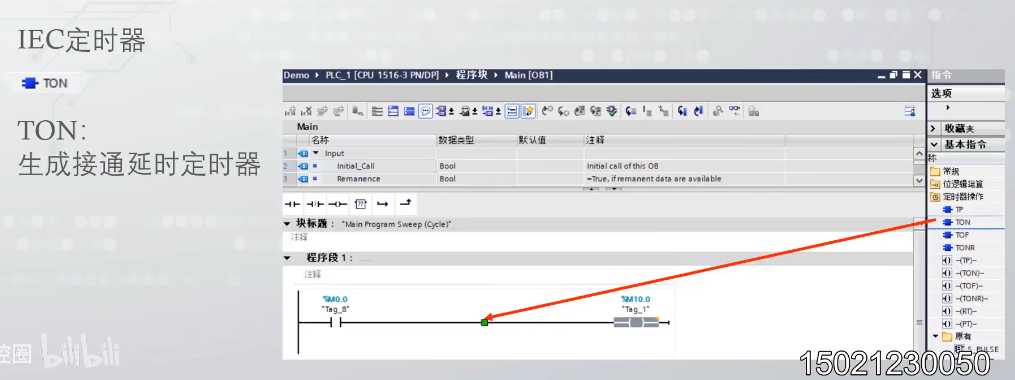 IEC定时器
TON
TON:
生成接通延时定时器
Demo ▸ PLC_1 [CPU 1516-3 PN/DP] ▸ 程序块 ▸ Main [OB1]
Main
名称 数据类型 默认值 注释
1 Input
2 Initial_Call Bool Initial call of this OB
3 Remanence Bool =True, if remanent data are available
块标题: "Main Program Sweep (Cycle)"
注释
程序段 1: .....
注释
%M0.0 %M10.0
"Tag_8" "Tag_1"
指令
选项
收藏夹
基本指令
称
常规
位逻辑运算
定时器操作
TP
TON
TOF
TONR
-(TP)-
-(TON)-
-(TOF)-
-(TONR)-
-(RT)-
-(PT)-
原有
S_PULSE
控圈 bilibili
15021230050